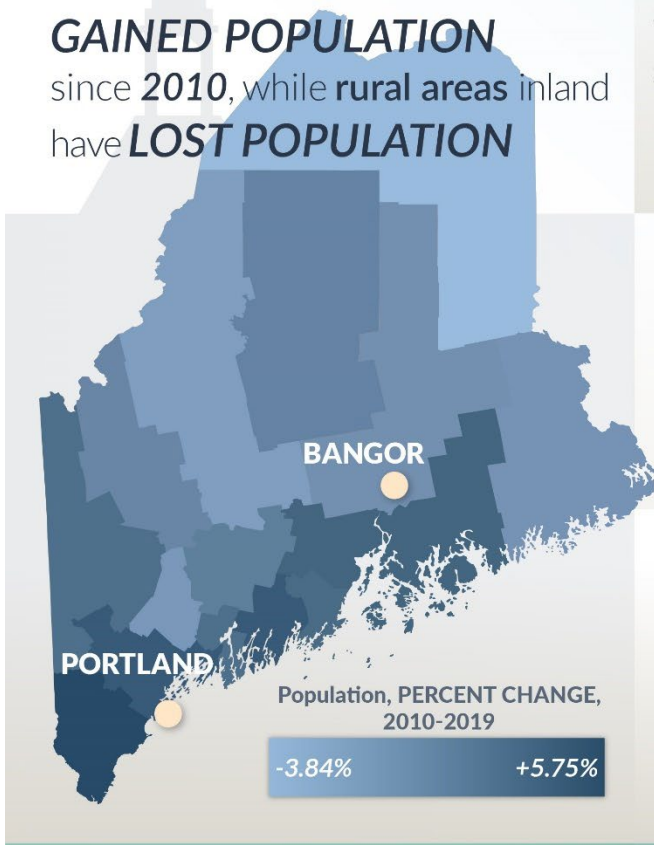 GAINED POPULATION
since 2010, while rural areas inland
have LOST POPULATION
BANGOR
PORTLAND
Population, PERCENT CHANGE,
2010-2019
-3.84% +5.75%